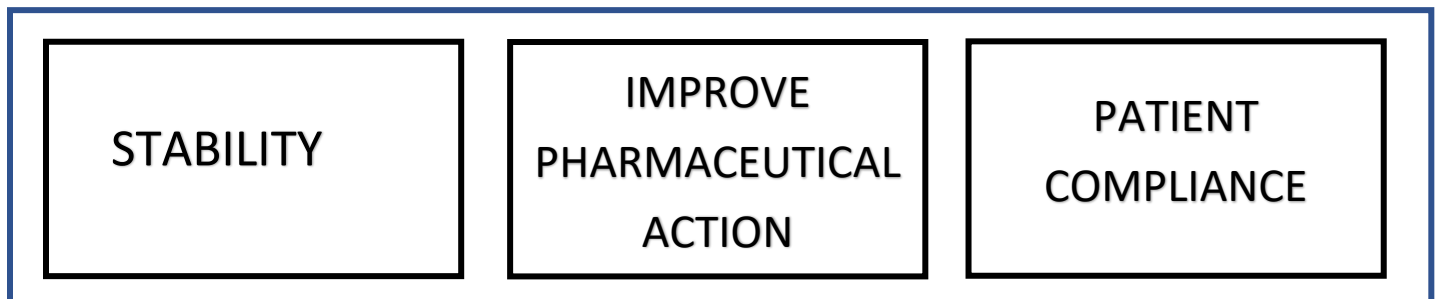 STABILITY
IMPROVE
PHARMACEUTICAL
ACTION
PATIENT
COMPLIANCE